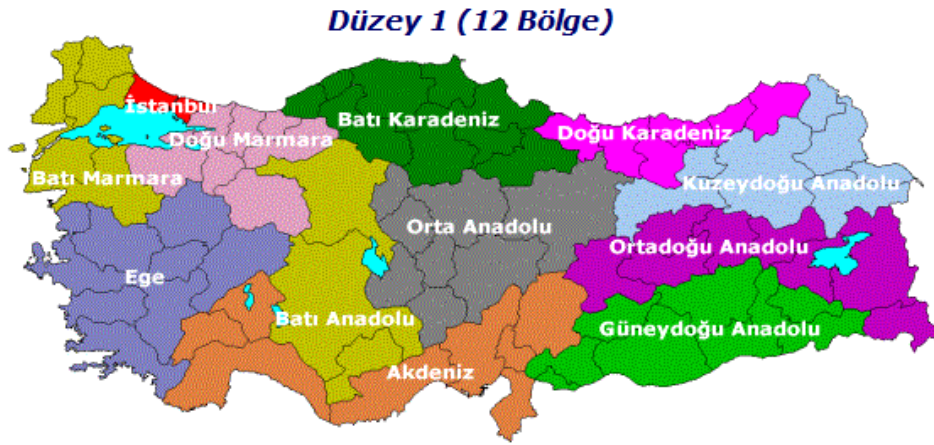 Düzey 1 (12 Bölge)
İstanbul
Doğu Marmara
Batı Karadeniz
Doğu Karadeniz
Batı Marmara
Kuzeydoğu Anadolu
Orta Anadolu
Ortadoğu Anadolu
Ege
Batı Anadolu
Güneydoğu Anadolu
Akdeniz